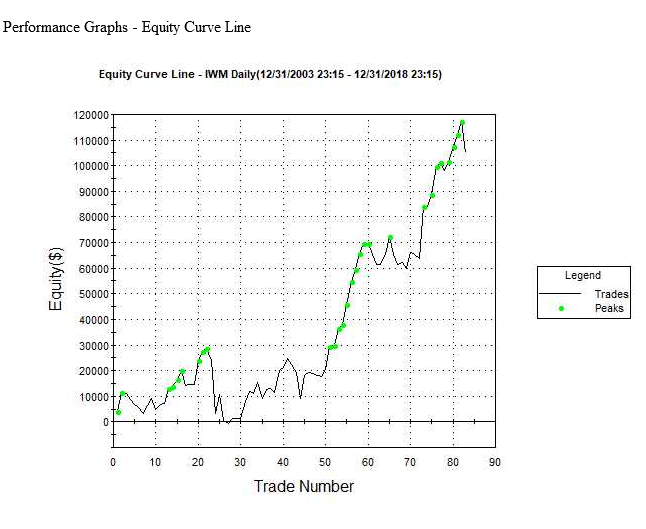 Performance Graphs - Equity Curve Line
Equity Curve Line - IWM Daily(12/31/2003 23:15 - 12/31/2018 23:15)
120000
110000
100000
90000
80000
70000
60000
50000
40000
30000
20000
10000
0
Equity($)
0 10 20 30 40 50 60 70 80 90
Trade Number
Legend
Trades
Peaks